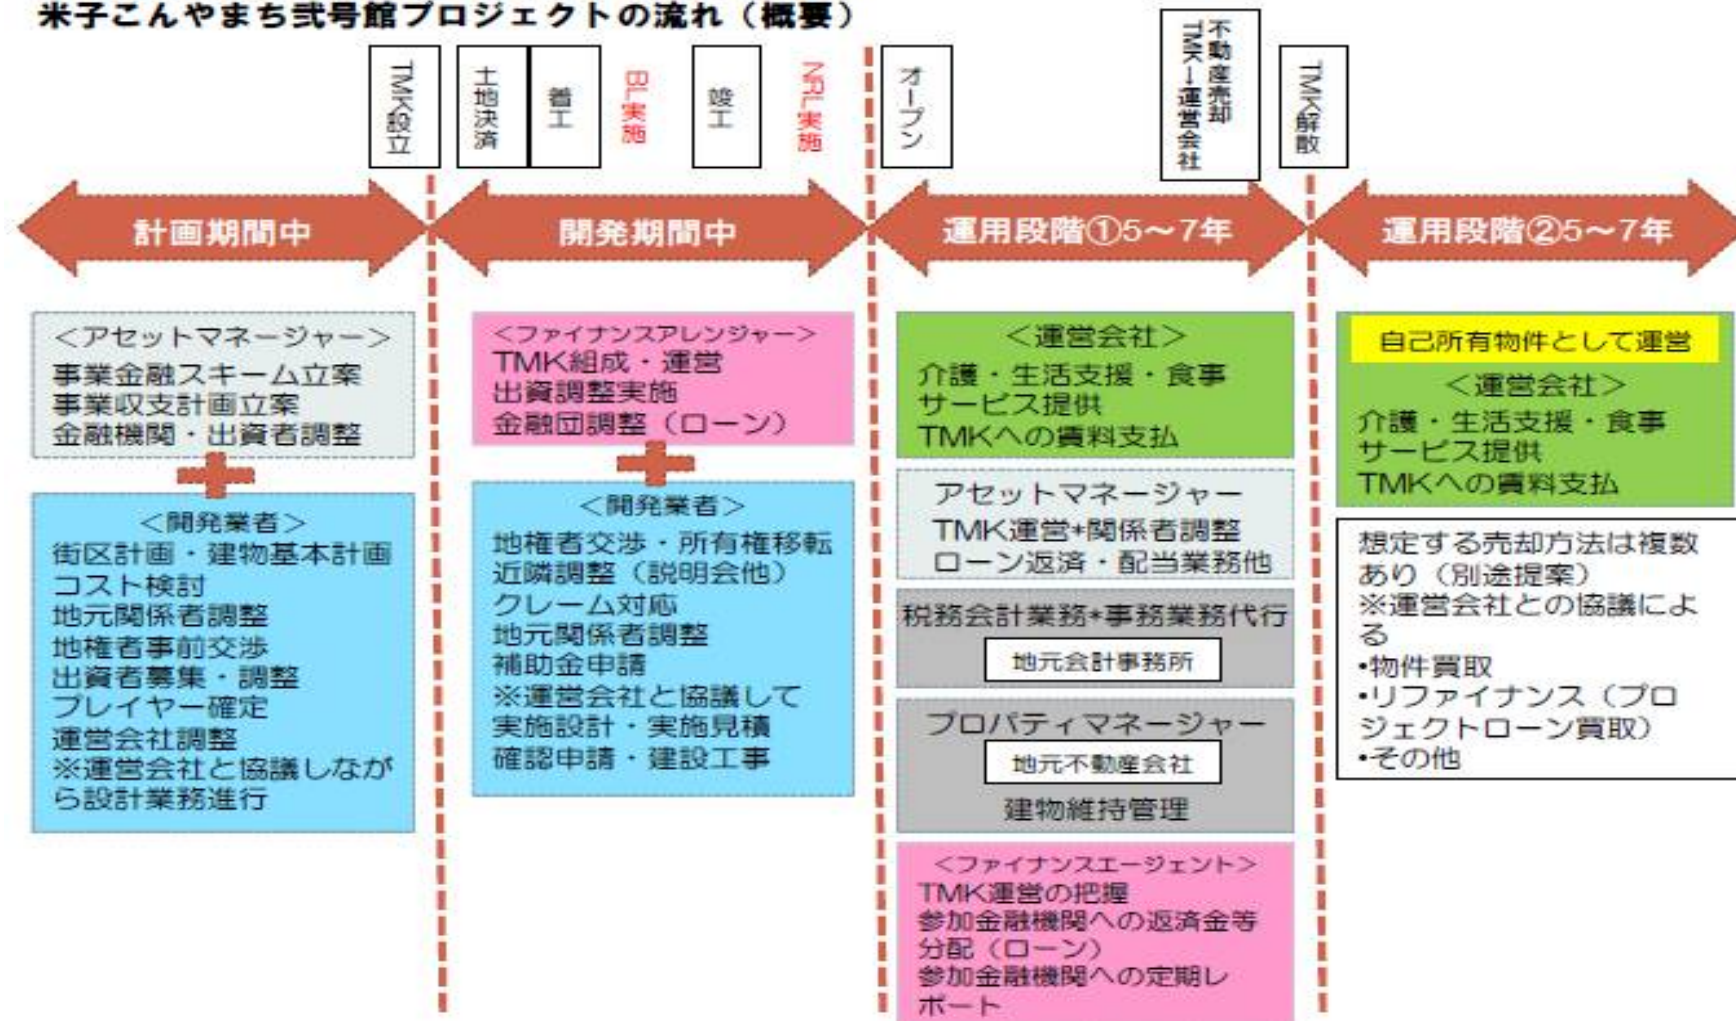 米子こんやまち弐号館プロジェクトの流れ（概要）
TMK設立
土地決済
着工
BL実施
竣工
NRL実施
オープン
不動産売却
TMK→運営会社
TMK解散
計画期間中
開発期間中
運用段階①5～7年
運用段階②5～7年
＜アセットマネージャー＞
事業金融スキーム立案
事業収支計画立案
金融機関・出資者調整
＜開発業者＞
街区計画・建物基本計画
コスト検討
地元関係者調整
地権者事前交渉
出資者募集・調整
プレイヤー確定
運営会社調整
※運営会社と協議しなが
ら設計業務進行
＜ファイナンスアレンジャー＞
TMK組成・運営
出資調整実施
金融団調整（ローン）
＜開発業者＞
地権者交渉・所有権移転
近隣調整（説明会他）
クレーム対応
地元関係者調整
補助金申請
※運営会社と協議して
実施設計・実施見積
確認申請・建設工事
＜運営会社＞
介護・生活支援・食事
サービス提供
TMKへの賃料支払
アセットマネージャー
TMK運営*関係者調整
ローン返済・配当業務他
税務会計業務*事務業務代行
地元会計事務所
プロパティマネージャー
地元不動産会社
建物維持管理
＜ファイナンスエージェント＞
TMK運営の把握
参加金融機関への返済金等
分配（ローン）
参加金融機関への定期レ
ポート
自己所有物件として運営
＜運営会社＞
介護・生活支援・食事
サービス提供
TMKへの賃料支払
想定する売却方法は複数
あり（別途提案）
※運営会社との協議によ
る
•物件買取
•リファイナンス（プロ
ジェクトローン買取）
•その他